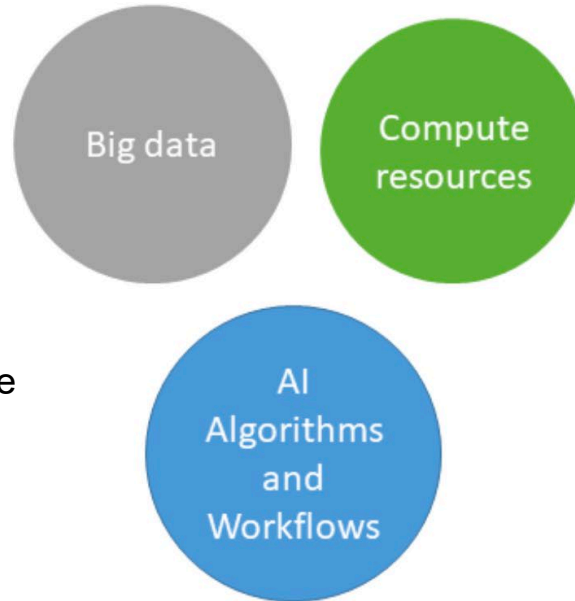 Big data
Compute
resources
e
AI
Algorithms
and
Workflows